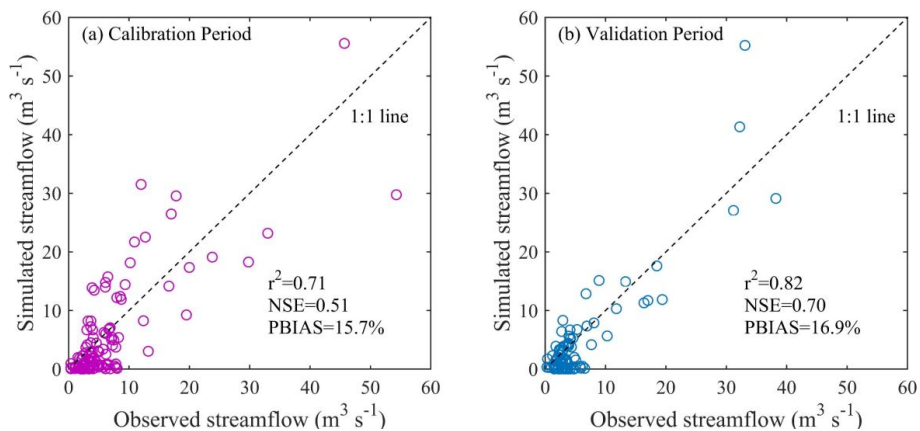 (a) Calibration Period
60
50
40
30
20
10
0
Simulated streamflow (m³ s⁻¹)
1:1 line
r²=0.71
NSE=0.51
PBIAS=15.7%
0 10 20 30 40 50 60
Observed streamflow (m³ s⁻¹)
(b) Validation Period
60
50
40
30
20
10
0
Simulated streamflow (m³ s⁻¹)
1:1 line
r²=0.82
NSE=0.70
PBIAS=16.9%
0 10 20 30 40 50 60
Observed streamflow (m³ s⁻¹)